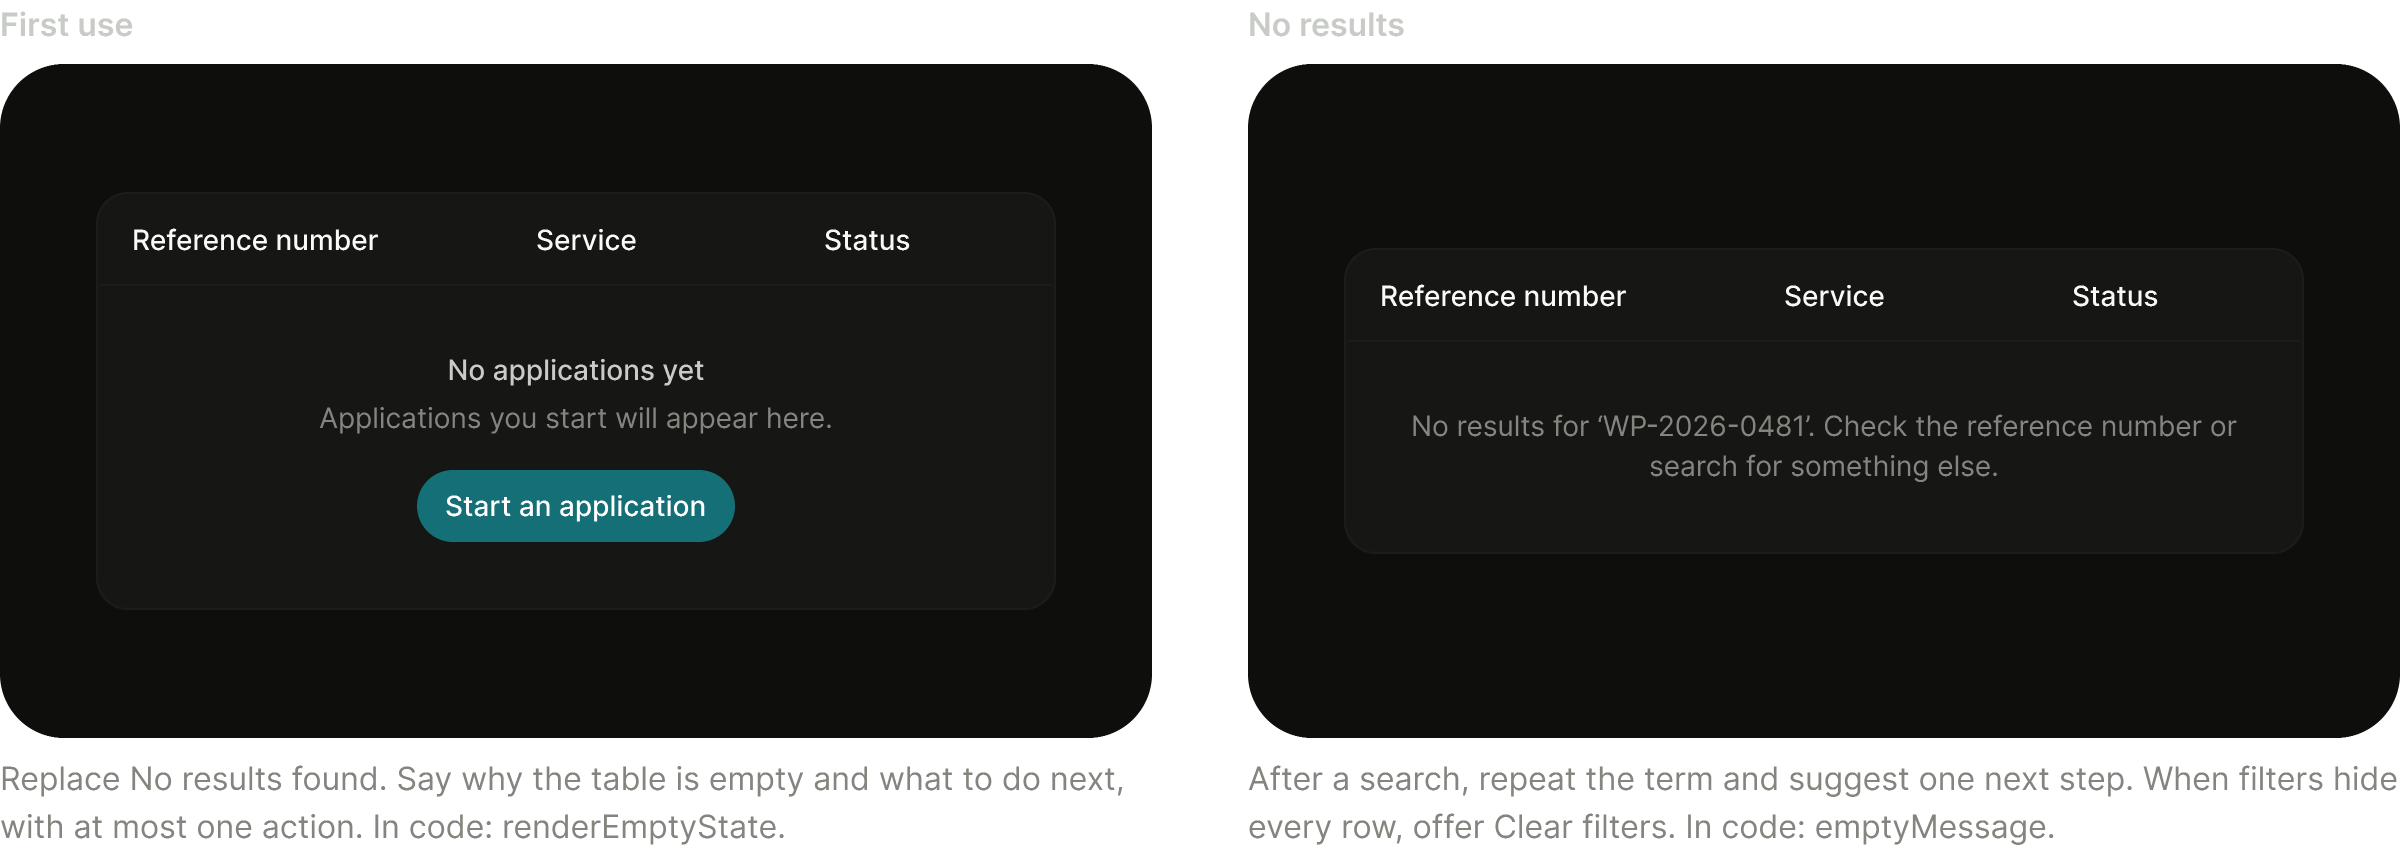 First use
Reference number Service Status
No applications yet
Applications you start will appear here.
Start an application
Replace No results found. Say why the table is empty and what to do next,
with at most one action. In code: renderEmptyState.
No results
Reference number Service Status
No results for ‘WP-2026-0481’. Check the reference number or
search for something else.
After a search, repeat the term and suggest one next step. When filters hide
every row, offer Clear filters. In code: emptyMessage.